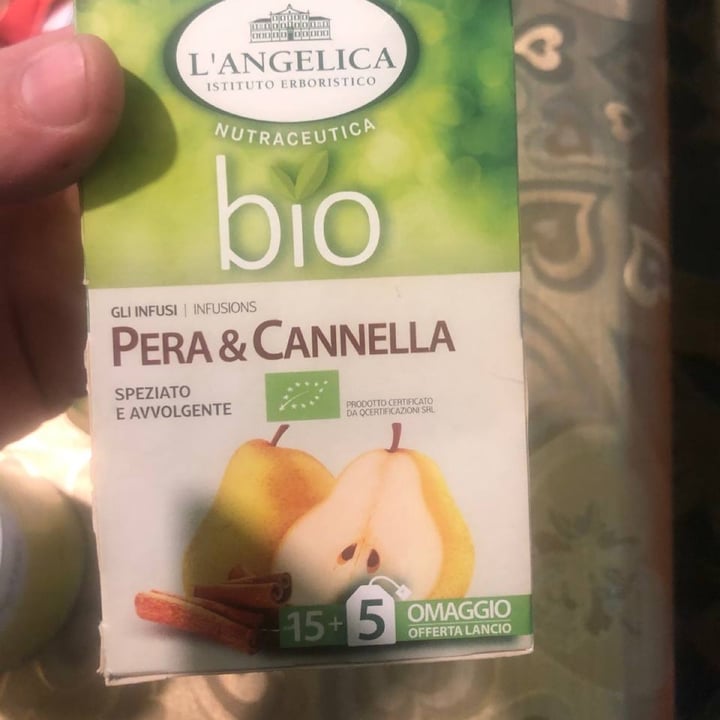 L'ANGELICA
ISTITUTO ERBORISTICO
NUTRACEUTICA
bio
GLI INFUSI | INFUSIONS
PERA & CANNELLA
SPEZIATO
E AVVOLGENTE
PRODOTTO CERTIFICATO
DA QCERTIFICAZIONI SRL
15+5 OMAGGIO
OFFERTA LANCIO